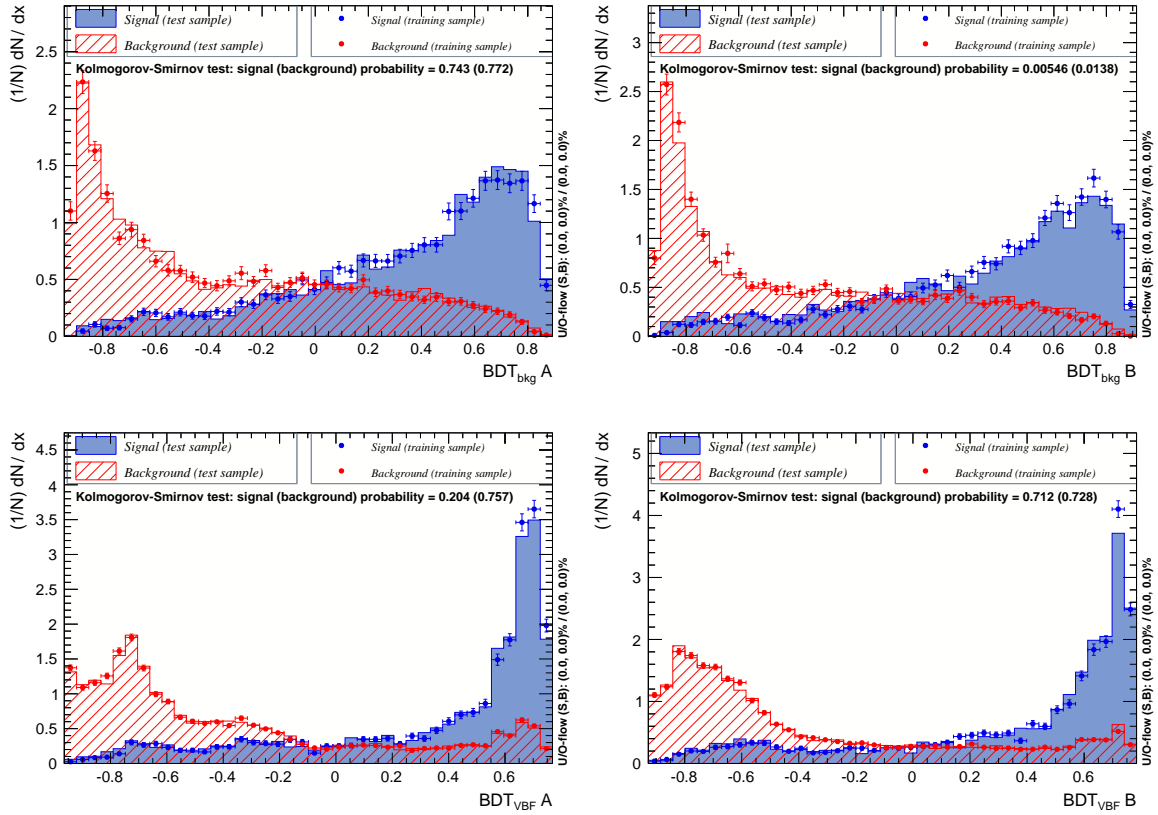 (1/N) dN / dx
Signal (test sample)
Background (test sample)
Signal (training sample)
Background (training sample)
Kolmogorov-Smirnov test: signal (background) probability = 0.743 (0.772)
2.5
2
1.5
1
0.5
0
-0.8 -0.6 -0.4 -0.2 0 0.2 0.4 0.6 0.8
BDT_bkg A
U/O-flow (S,B): (0.0, 0.0)% / (0.0, 0.0)%
(1/N) dN / dx
Signal (test sample)
Background (test sample)
Signal (training sample)
Background (training sample)
Kolmogorov-Smirnov test: signal (background) probability = 0.00546 (0.0138)
3.5
3
2.5
2
1.5
1
0.5
0
-0.8 -0.6 -0.4 -0.2 0 0.2 0.4 0.6 0.8
BDT_bkg B
U/O-flow (S,B): (0.0, 0.0)% / (0.0, 0.0)%
(1/N) dN / dx
Signal (test sample)
Background (test sample)
Signal (training sample)
Background (training sample)
Kolmogorov-Smirnov test: signal (background) probability = 0.204 (0.757)
4.5
4
3.5
3
2.5
2
1.5
1
0.5
0
-0.8 -0.6 -0.4 -0.2 0 0.2 0.4 0.6
BDT_VBF A
U/O-flow (S,B): (0.0, 0.0)% / (0.0, 0.0)%
(1/N) dN / dx
Signal (test sample)
Background (test sample)
Signal (training sample)
Background (training sample)
Kolmogorov-Smirnov test: signal (background) probability = 0.712 (0.728)
5
4
3
2
1
0
-0.8 -0.6 -0.4 -0.2 0 0.2 0.4 0.6
BDT_VBF B
U/O-flow (S,B): (0.0, 0.0)% / (0.0, 0.0)%